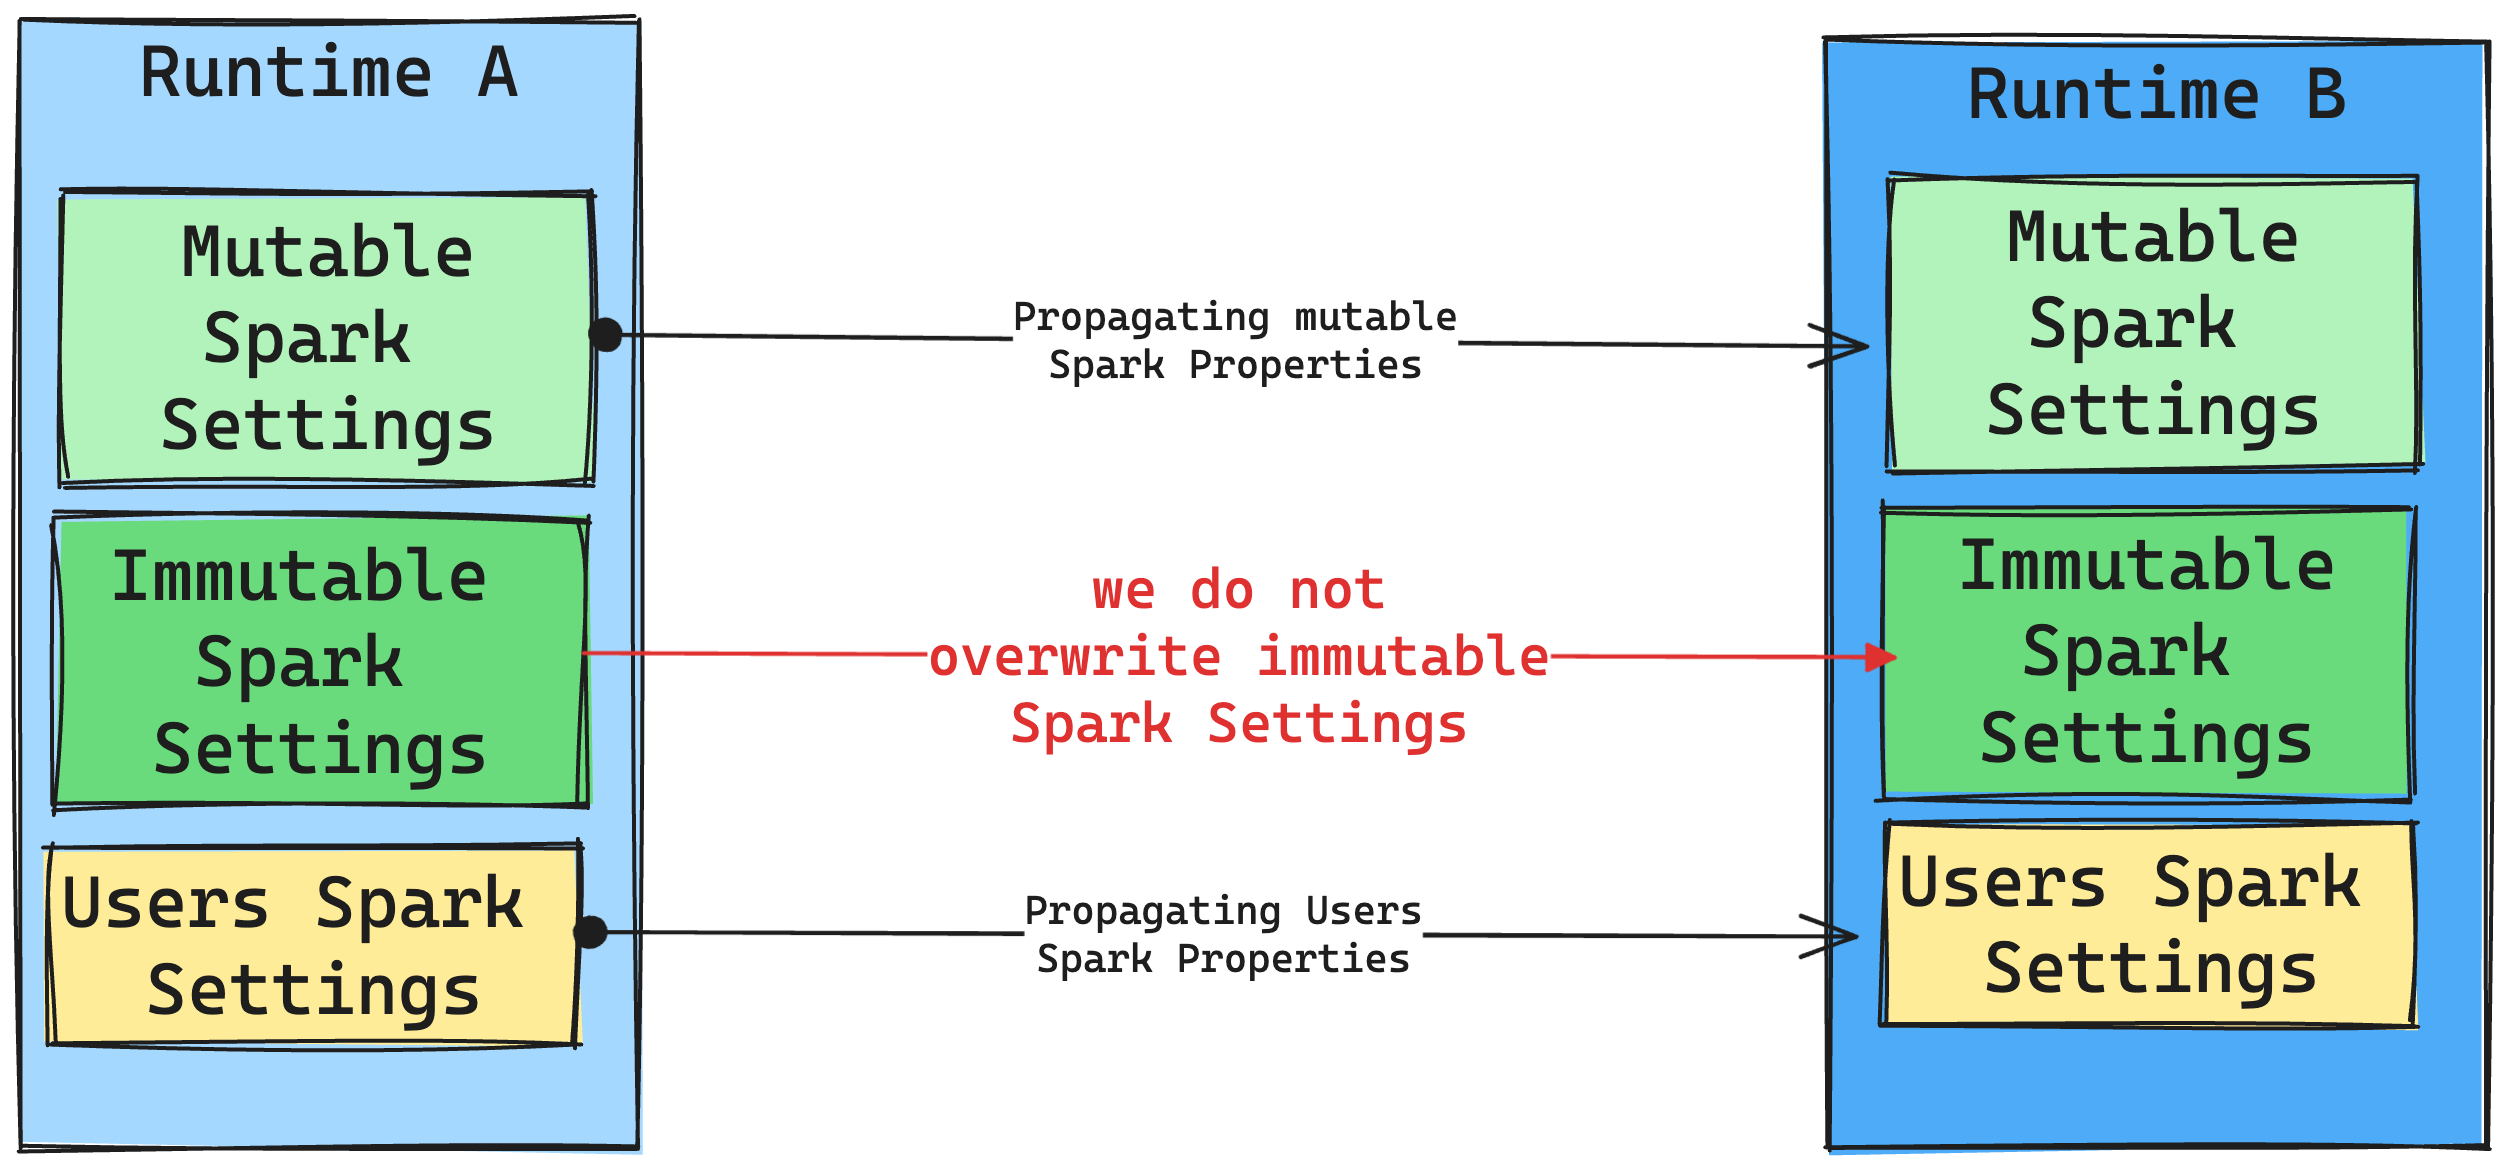 Runtime A
Mutable
Spark
Settings
Immutable
Spark
Settings
Users Spark
Settings
Propagating mutable
Spark Properties
we do not
overwrite immutable
Spark Settings
Propagating Users
Spark Properties
Runtime B
Mutable
Spark
Settings
Immutable
Spark
Settings
Users Spark
Settings